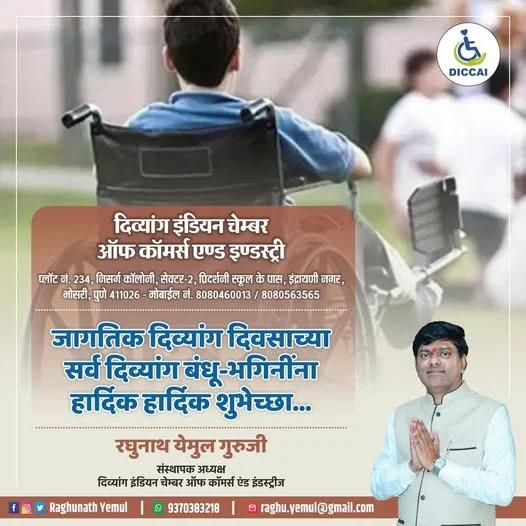 DICCAI
दिव्यांग इंडियन चेम्बर
ऑफ कॉमर्स एण्ड इण्डस्ट्री
प्लॉट नं. 234, निसर्ग कॉलोनी, सेक्टर-2, प्रिदर्शनी स्कूल के पास, इंद्रायणी नगर,
भोसरी, पुणे 411026 - मोबाईल नं. 8080460013 / 8080563565
जागतिक दिव्यांग दिवसाच्या
सर्व दिव्यांग बंधू-भगिनींना
हार्दिक हार्दिक शुभेच्छा...
रघुनाथ येमुल गुरुजी
संस्थापक अध्यक्ष
दिव्यांग इंडियन चेम्बर ऑफ कॉमर्स एंड इंडस्ट्रीज
Raghunath Yemul | 9370383218 | raghu.yemul@gmail.com